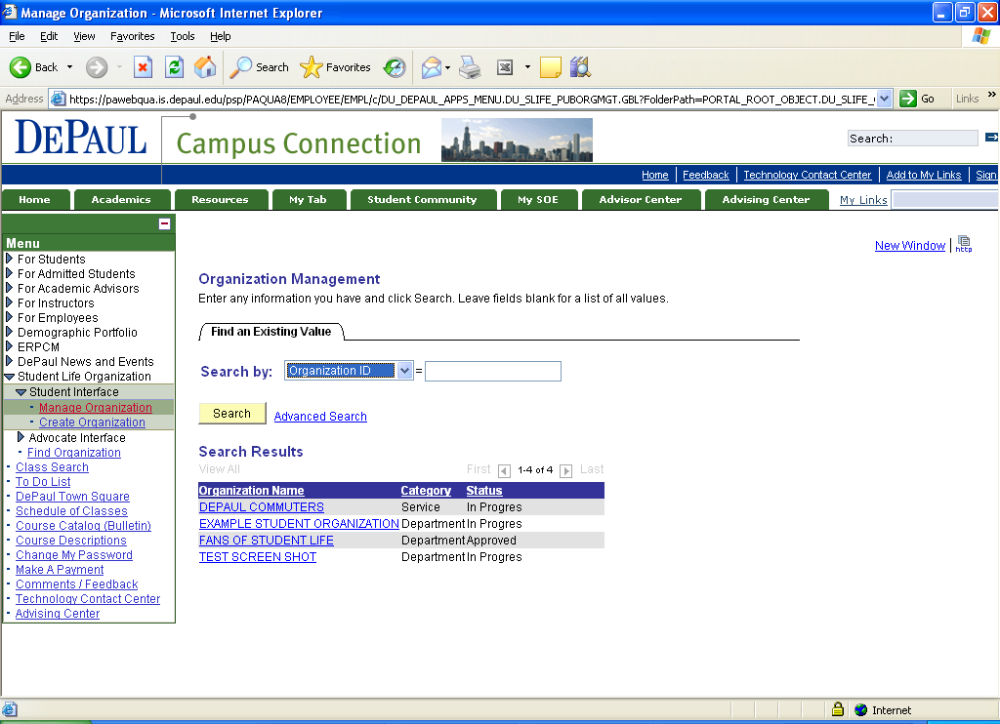 Manage Organization - Microsoft Internet Explorer
File Edit View Favorites Tools Help
Back Search Favorites
Address https://pawebqua.is.depaul.edu/psp/PAQUA8/EMPLOYEE/EMPL/c/DU_DEPAUL_APPS_MENU.DU_SLIFE_PUBORGMGT.GBL?FolderPath=PORTAL_ROOT_OBJECT.DU_SLIFE_ Go Links »
DEPAUL Campus Connection Search:
Home Feedback Technology Contact Center Add to My Links Sign
Home Academics Resources My Tab Student Community My SOE Advisor Center Advising Center My Links
Menu
For Students
For Admitted Students
For Academic Advisors
For Instructors
For Employees
Demographic Portfolio
ERPCM
DePaul News and Events
Student Life Organization
Student Interface
Manage Organization
Create Organization
Advocate Interface
Find Organization
Class Search
To Do List
DePaul Town Square
Schedule of Classes
Course Catalog (Bulletin)
Course Descriptions
Change My Password
Make A Payment
Comments / Feedback
Technology Contact Center
Advising Center
New Window http
Organization Management
Enter any information you have and click Search. Leave fields blank for a list of all values.
Find an Existing Value
Search by: Organization ID =
Search Advanced Search
Search Results
View All First 1-4 of 4 Last
Organization Name Category Status
DEPAUL COMMUTERS Service In Progres
EXAMPLE STUDENT ORGANIZATION Department In Progres
FANS OF STUDENT LIFE Department Approved
TEST SCREEN SHOT Department In Progres
Internet